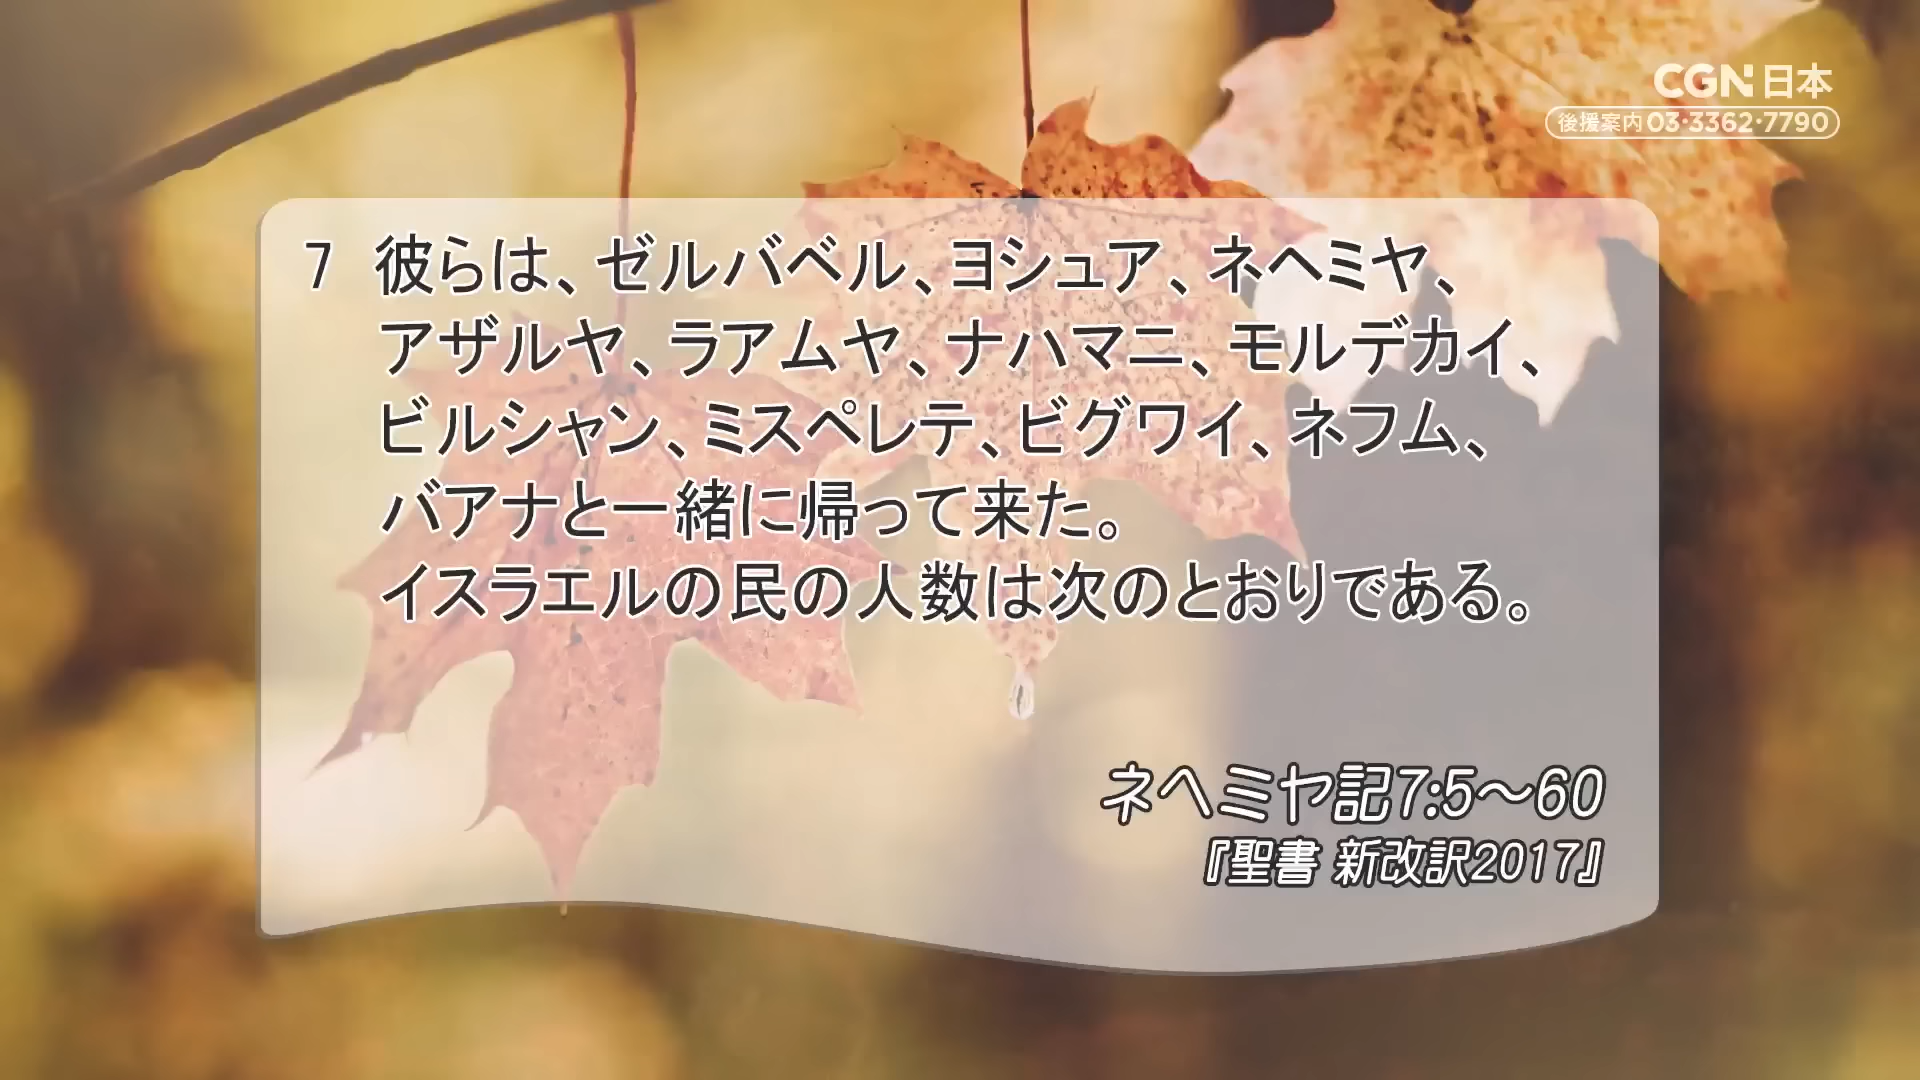 CGN 日本
後援案内 03·3362·7790
7 彼らは、ゼルバベル、ヨシュア、ネヘミヤ、
アザルヤ、ラアムヤ、ナハマニ、モルデカイ、
ビルシャン、ミスペレテ、ビグワイ、ネフム、
バアナと一緒に帰って来た。
イスラエルの民の人数は次のとおりである。
ネヘミヤ記7:5〜60
『聖書 新改訳2017』